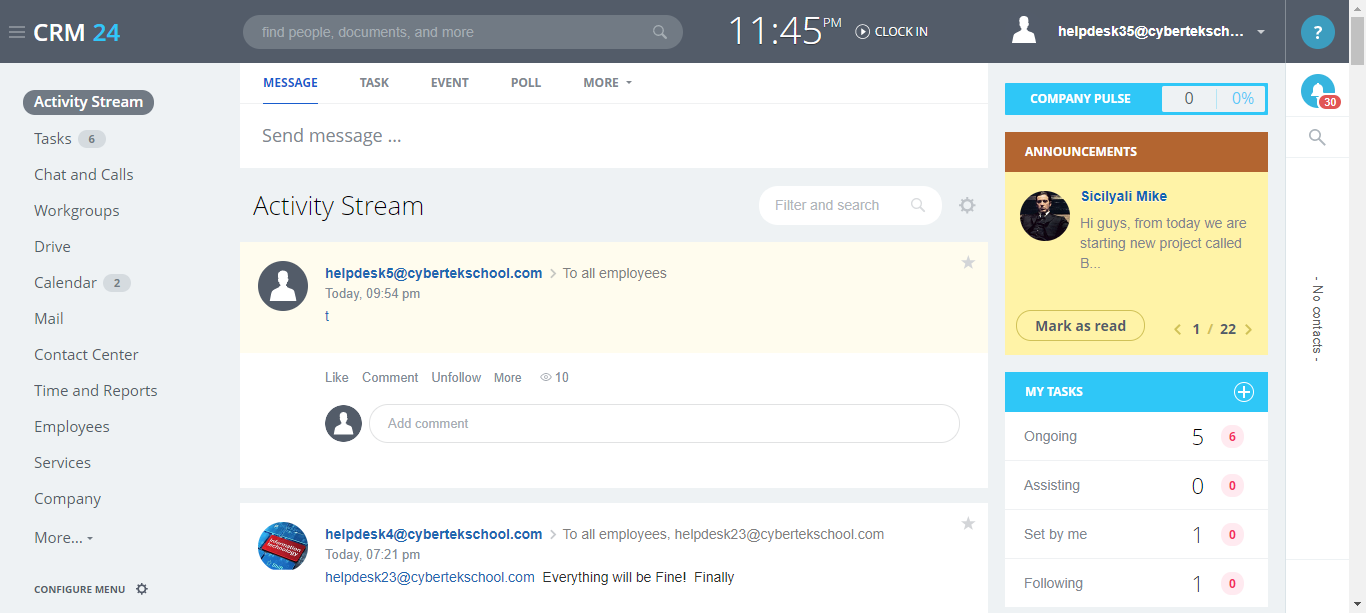 CRM 24
find people, documents, and more
11:45 PM
CLOCK IN
helpdesk35@cyberteksch...
?
30
Activity Stream
Tasks 6
Chat and Calls
Workgroups
Drive
Calendar 2
Mail
Contact Center
Time and Reports
Employees
Services
Company
More...
CONFIGURE MENU
MESSAGE TASK EVENT POLL MORE
Send message ...
Activity Stream
Filter and search
helpdesk5@cybertekschool.com > To all employees
Today, 09:54 pm
t
Like Comment Unfollow More 10
Add comment
helpdesk4@cybertekschool.com > To all employees, helpdesk23@cybertekschool.com
Today, 07:21 pm
helpdesk23@cybertekschool.com Everything will be Fine! Finally
Information
technology
COMPANY PULSE 0 0%
ANNOUNCEMENTS
Sicilyali Mike
Hi guys, from today we are
starting new project called
B...
Mark as read
< 1 / 22 >
MY TASKS
Ongoing 5 6
Assisting 0 0
Set by me 1 0
Following 1 0
- No contacts -